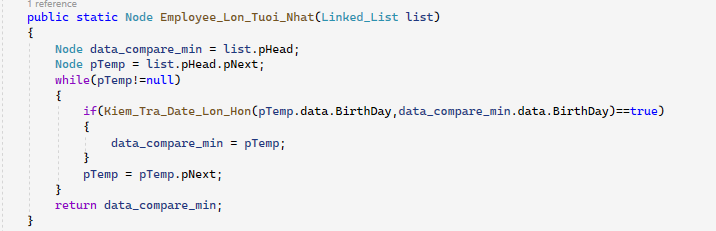 1 reference
public static Node Employee_Lon_Tuoi_Nhat(Linked_List list)
{
Node data_compare_min = list.pHead;
Node pTemp = list.pHead.pNext;
while(pTemp!=null)
{
if(Kiem_Tra_Date_Lon_Hon(pTemp.data.BirthDay,data_compare_min.data.BirthDay)==true)
{
data_compare_min = pTemp;
}
pTemp = pTemp.pNext;
}
return data_compare_min;
}